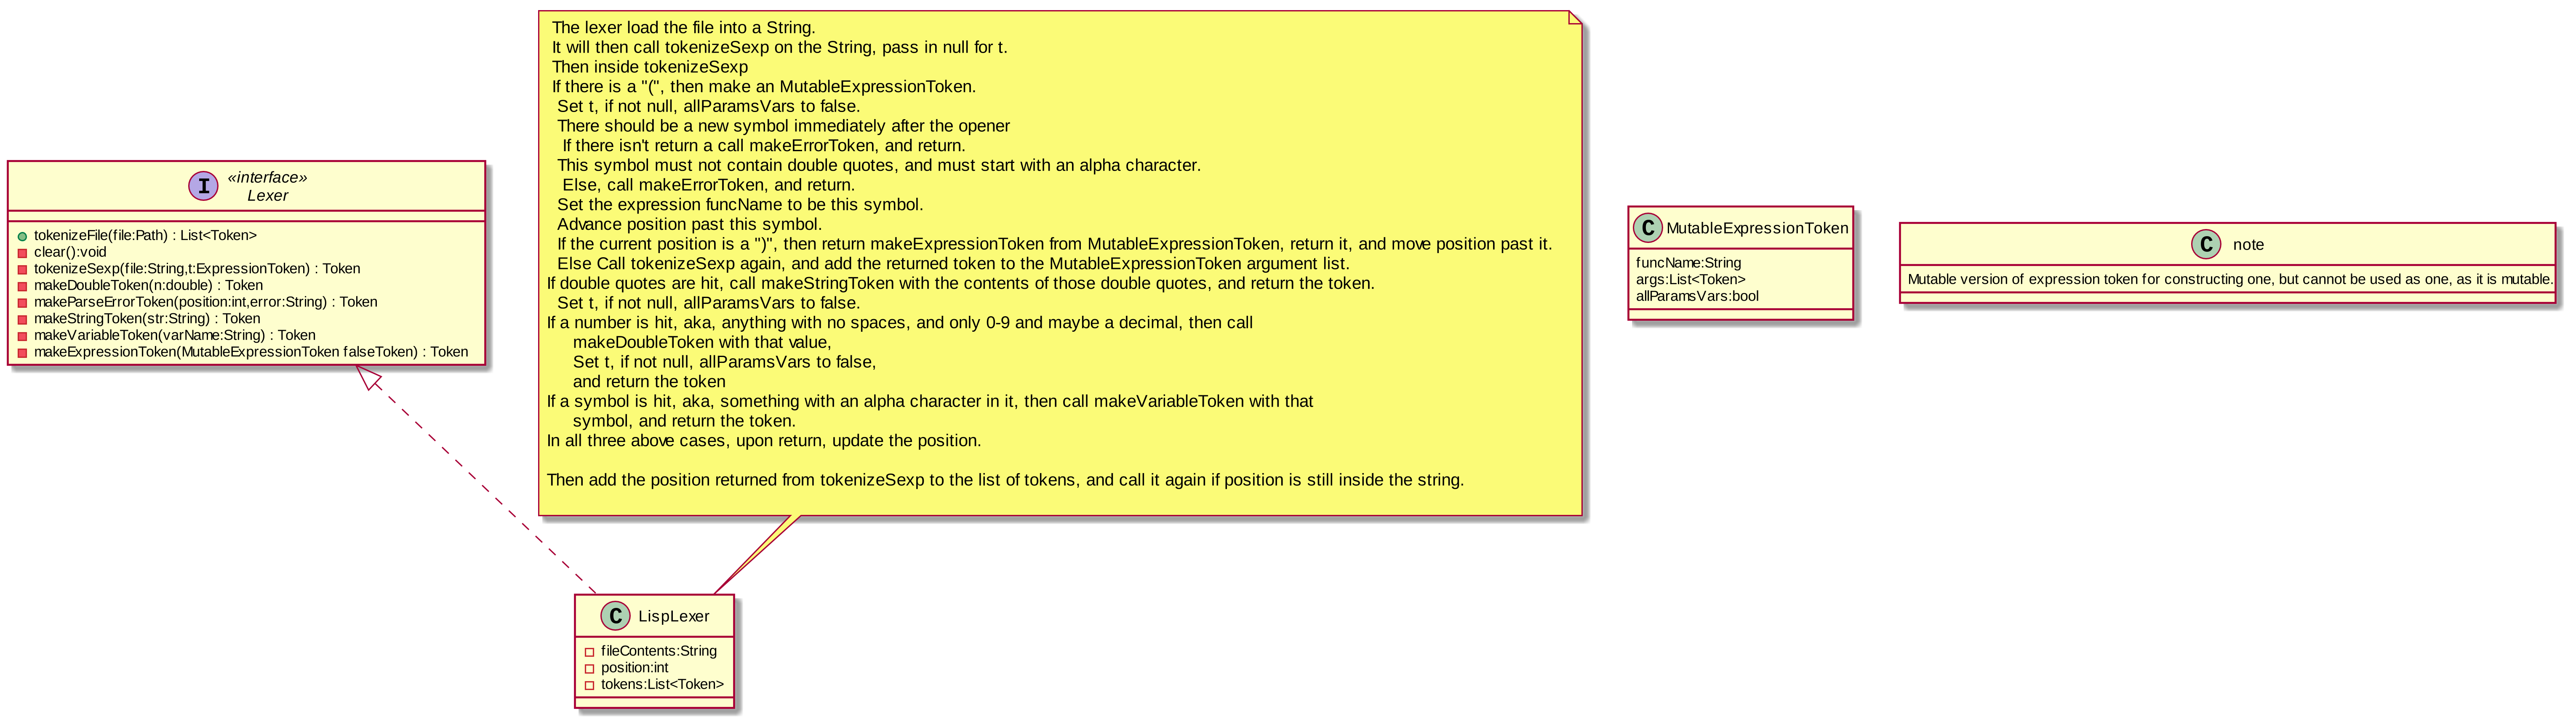 I
«interface»
Lexer
tokenizeFile(file:Path) : List<Token>
clear():void
tokenizeSexp(file:String,t:ExpressionToken) : Token
makeDoubleToken(n:double) : Token
makeParseErrorToken(position:int,error:String) : Token
makeStringToken(str:String) : Token
makeVariableToken(varName:String) : Token
makeExpressionToken(MutableExpressionToken falseToken) : Token
The lexer load the file into a String.
It will then call tokenizeSexp on the String, pass in null for t.
Then inside tokenizeSexp
If there is a "(", then make an MutableExpressionToken.
Set t, if not null, allParamsVars to false.
There should be a new symbol immediately after the opener
If there isn't return a call makeErrorToken, and return.
This symbol must not contain double quotes, and must start with an alpha character.
Else, call makeErrorToken, and return.
Set the expression funcName to be this symbol.
Advance position past this symbol.
If the current position is a ")", then return makeExpressionToken from MutableExpressionToken, return it, and move position past it.
Else Call tokenizeSexp again, and add the returned token to the MutableExpressionToken argument list.
If double quotes are hit, call makeStringToken with the contents of those double quotes, and return the token.
Set t, if not null, allParamsVars to false.
If a number is hit, aka, anything with no spaces, and only 0-9 and maybe a decimal, then call
makeDoubleToken with that value,
Set t, if not null, allParamsVars to false,
and return the token
If a symbol is hit, aka, something with an alpha character in it, then call makeVariableToken with that
symbol, and return the token.
In all three above cases, upon return, update the position.
Then add the position returned from tokenizeSexp to the list of tokens, and call it again if position is still inside the string.
C MutableExpressionToken
funcName:String
args:List<Token>
allParamsVars:bool
C note
Mutable version of expression token for constructing one, but cannot be used as one, as it is mutable.
C LispLexer
fileContents:String
position:int
tokens:List<Token>